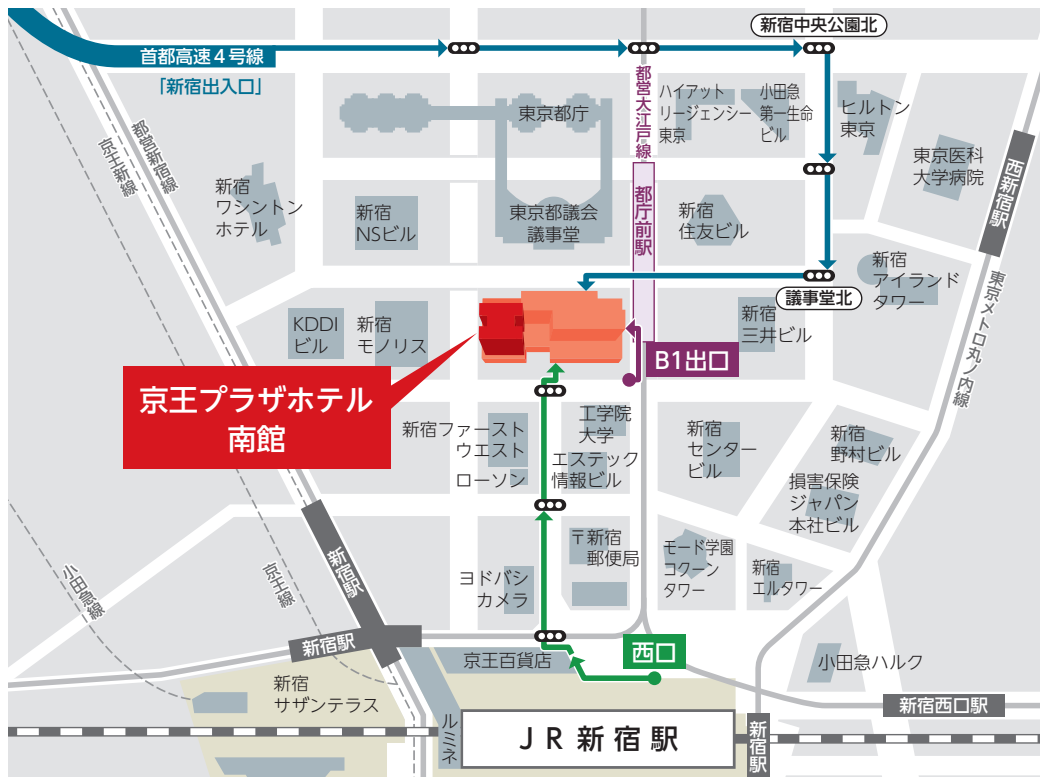 新宿中央公園北
首都高速4号線
「新宿出入口」
都営大江戸線
ハイアット
リージェンシー
東京
小田急
第一生命
ビル
ヒルトン
東京
東京都庁
都営新宿線
京王新線
東京医科
大学病院
西新宿駅
新宿
ワシントン
ホテル
新宿
NSビル
東京都議会
議事堂
都庁前駅
新宿
住友ビル
新宿
アイランド
タワー
議事堂北
東京メトロ丸ノ内線
KDDI
ビル
新宿
モノリス
新宿
三井ビル
B1出口
京王プラザホテル
南館
新宿ファースト
ウエスト
ローソン
工学院
大学
エステック
情報ビル
新宿
センター
ビル
新宿
野村ビル
損害保険
ジャパン
本社ビル
〒新宿
郵便局
モード学園
コクーン
タワー
新宿
エルタワー
ヨドバシ
カメラ
新宿駅
京王線
小田急線
新宿駅
京王百貨店
西口
小田急ハルク
新宿
サザンテラス
新宿西口駅
ルミネ
JR新宿駅
新宿駅